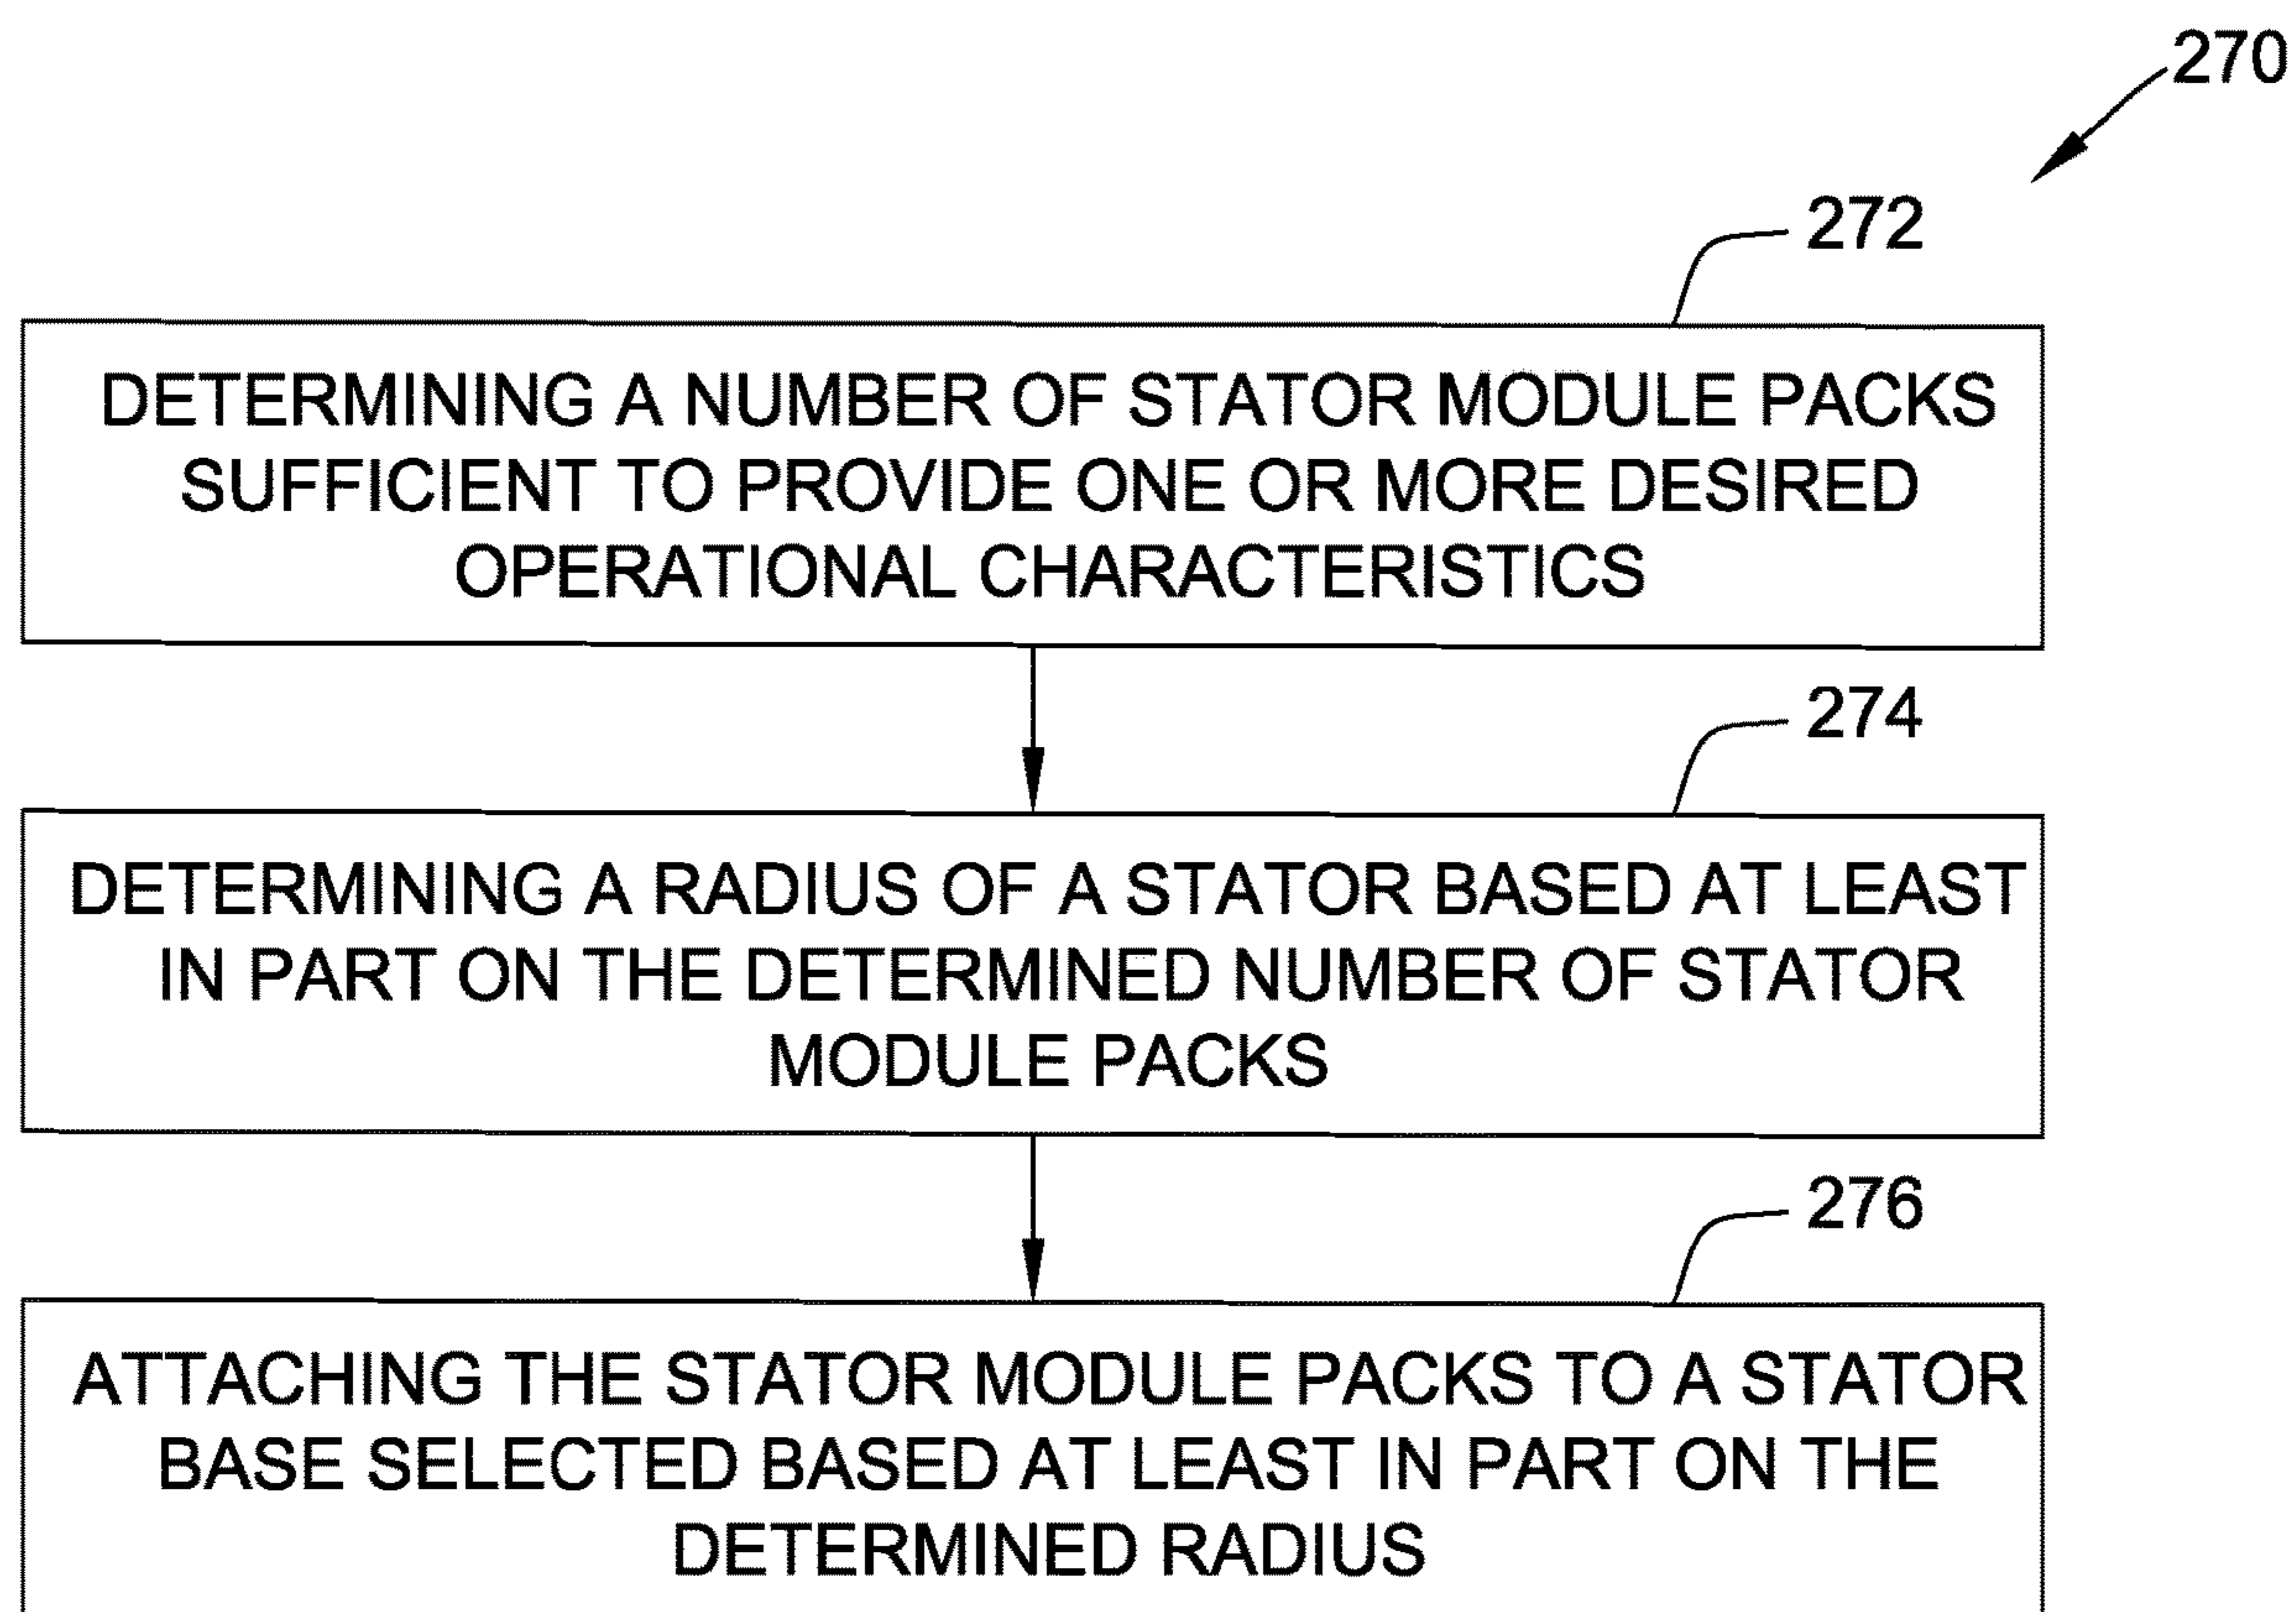 270
272
DETERMINING A NUMBER OF STATOR MODULE PACKS
SUFFICIENT TO PROVIDE ONE OR MORE DESIRED
OPERATIONAL CHARACTERISTICS
274
DETERMINING A RADIUS OF A STATOR BASED AT LEAST
IN PART ON THE DETERMINED NUMBER OF STATOR
MODULE PACKS
276
ATTACHING THE STATOR MODULE PACKS TO A STATOR
BASE SELECTED BASED AT LEAST IN PART ON THE
DETERMINED RADIUS